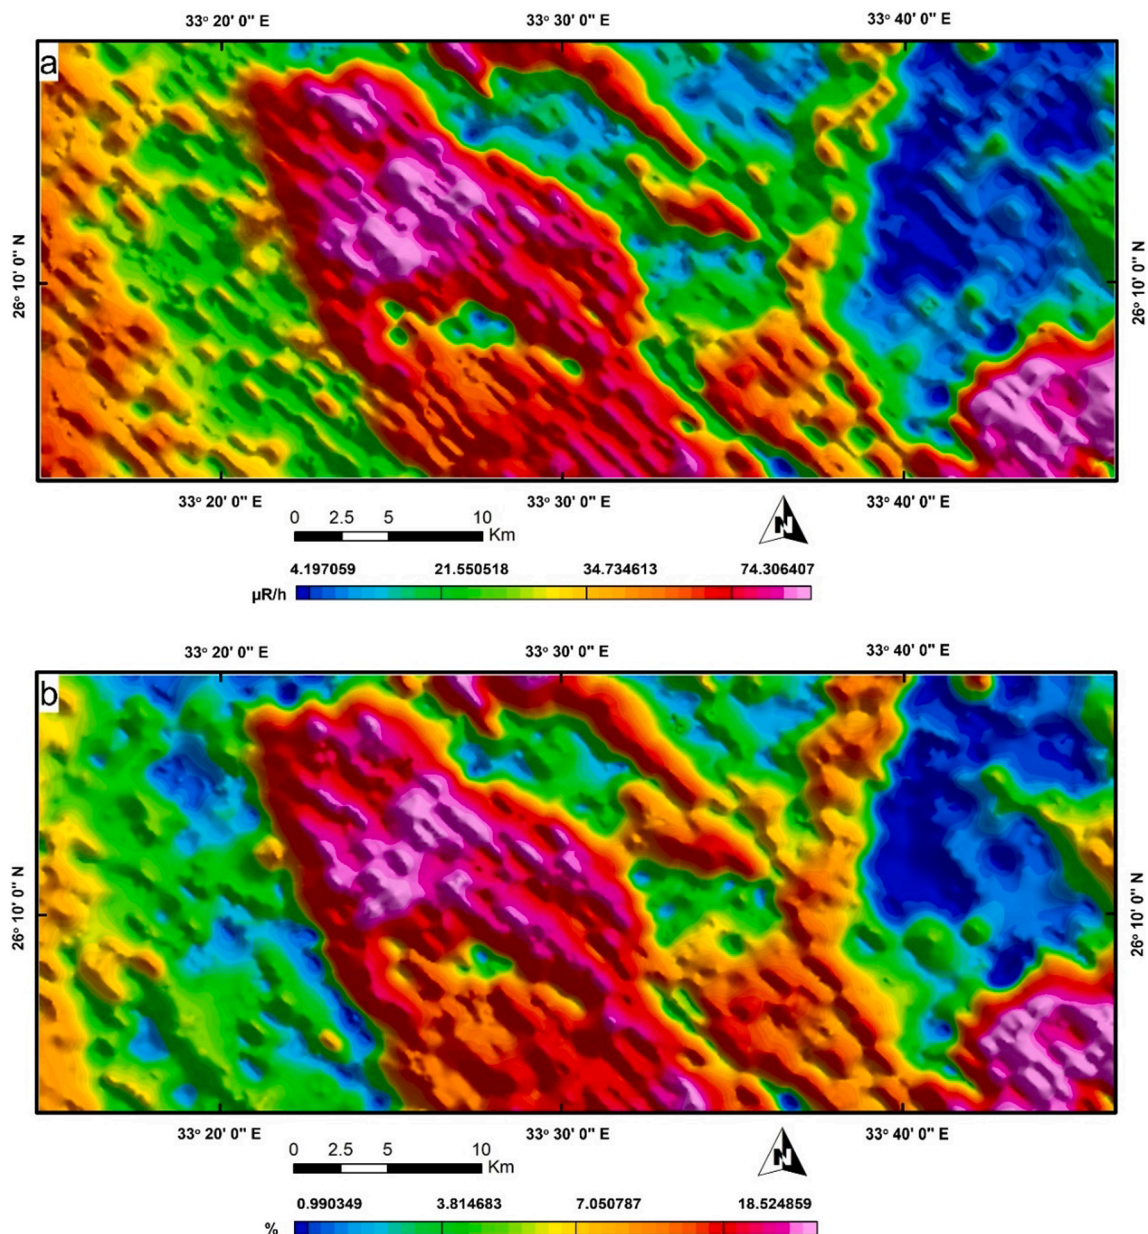 33° 20' 0" E 33° 30' 0" E 33° 40' 0" E
a
26° 10' 0" N 26° 10' 0" N
33° 20' 0" E 33° 30' 0" E 33° 40' 0" E
0 2.5 5 10
Km
N
4.197059 21.550518 34.734613 74.306407
µR/h
33° 20' 0" E 33° 30' 0" E 33° 40' 0" E
b
26° 10' 0" N 26° 10' 0" N
33° 20' 0" E 33° 30' 0" E 33° 40' 0" E
0 2.5 5 10
Km
N
0.990349 3.814683 7.050787 18.524859
%